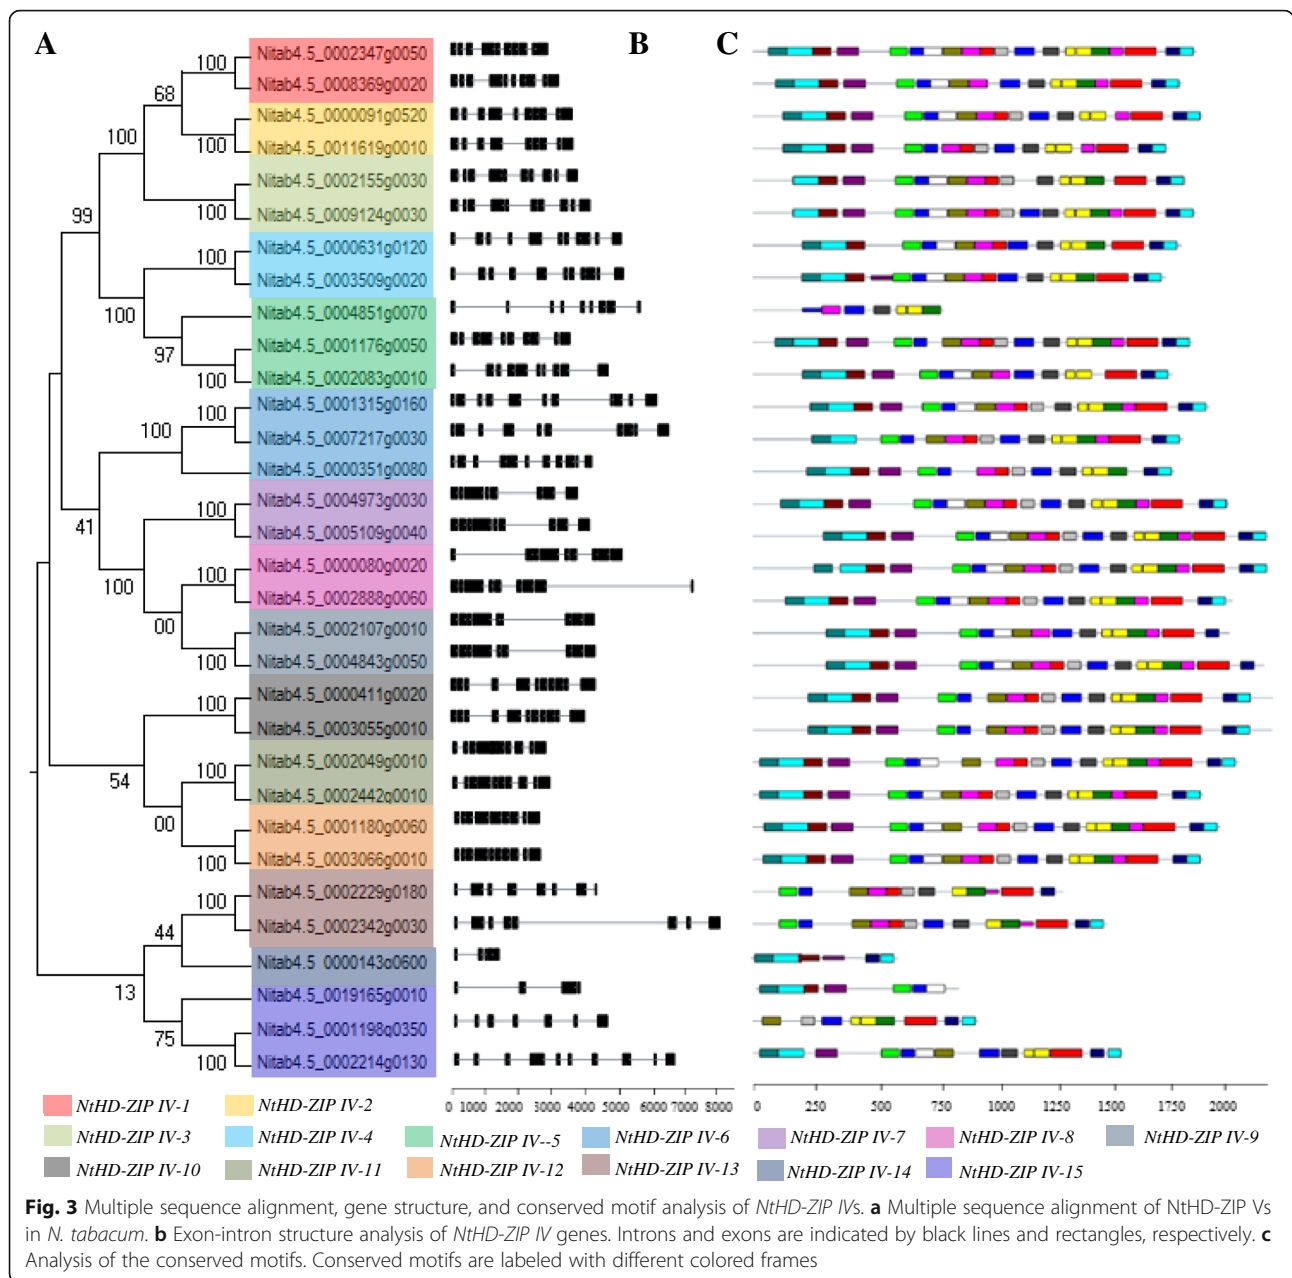 A
B
C
Nitab4.5_0002347g0050
Nitab4.5_0008369g0020
Nitab4.5_0000091g0520
Nitab4.5_0011619g0010
Nitab4.5_0002155g0030
Nitab4.5_0009124g0030
Nitab4.5_0000631g0120
Nitab4.5_0003509g0020
Nitab4.5_0004851g0070
Nitab4.5_0001176g0050
Nitab4.5_0002083g0010
Nitab4.5_0001315g0160
Nitab4.5_0007217g0030
Nitab4.5_0000351g0080
Nitab4.5_0004973g0030
Nitab4.5_0005109g0040
Nitab4.5_0000080g0020
Nitab4.5_0002888g0060
Nitab4.5_0002107g0010
Nitab4.5_0004843g0050
Nitab4.5_0000411g0020
Nitab4.5_0003055g0010
Nitab4.5_0002049g0010
Nitab4.5_0002442g0010
Nitab4.5_0001180g0060
Nitab4.5_0003066g0010
Nitab4.5_0002229g0180
Nitab4.5_0002342g0030
Nitab4.5_0000143g0600
Nitab4.5_0019165g0010
Nitab4.5_0001198g0350
Nitab4.5_0002214g0130
100
68
100
100
100
99
100
100
97
100
100
100
41
100
100
100
00
100
100
54
100
00
100
100
44
13
75
100
0 1000 2000 3000 4000 5000 6000 7000 8000
0 250 500 750 1000 1250 1500 1750 2000
NtHD-ZIP IV-1 NtHD-ZIP IV-2
NtHD-ZIP IV-3 NtHD-ZIP IV-4 NtHD-ZIP IV--5 NtHD-ZIP IV-6 NtHD-ZIP IV-7 NtHD-ZIP IV-8 NtHD-ZIP IV-9
NtHD-ZIP IV-10 NtHD-ZIP IV-11 NtHD-ZIP IV-12 NtHD-ZIP IV-13 NtHD-ZIP IV-14 NtHD-ZIP IV-15
Fig. 3 Multiple sequence alignment, gene structure, and conserved motif analysis of NtHD-ZIP IVs. a Multiple sequence alignment of NtHD-ZIP Vs
in N. tabacum. b Exon-intron structure analysis of NtHD-ZIP IV genes. Introns and exons are indicated by black lines and rectangles, respectively. c
Analysis of the conserved motifs. Conserved motifs are labeled with different colored frames